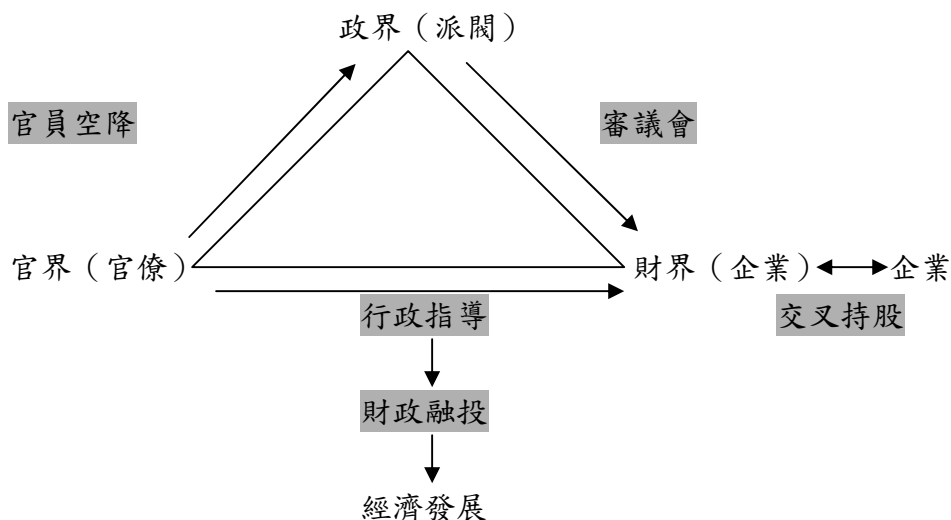 政界（派閥）
官員空降
審議會
官界（官僚）
財界（企業）
企業
行政指導
交叉持股
財政融投
經濟發展